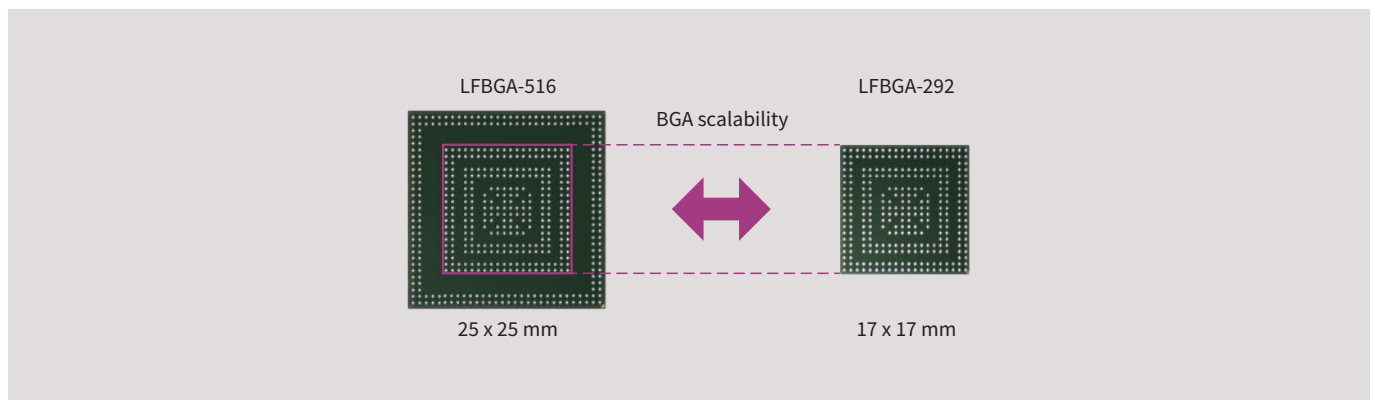 LFBGA-516
LFBGA-292
BGA scalability
25 x 25 mm
17 x 17 mm